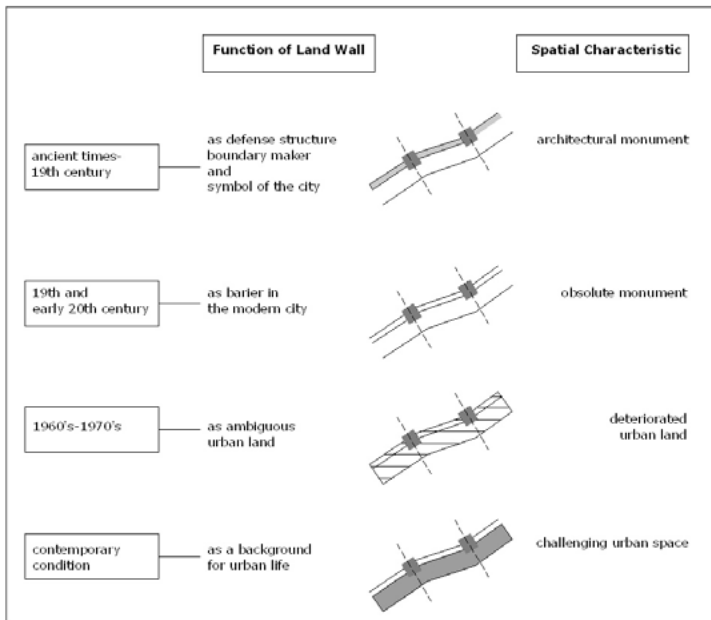 Function of Land Wall
Spatial Characteristic
ancient times-
19th century
as defense structure
boundary maker
and
symbol of the city
architectural monument
19th and
early 20th century
as barier in
the modern city
obsolute monument
1960's-1970's
as ambiguous
urban land
deteriorated
urban land
contemporary
condition
as a background
for urban life
challenging urban space